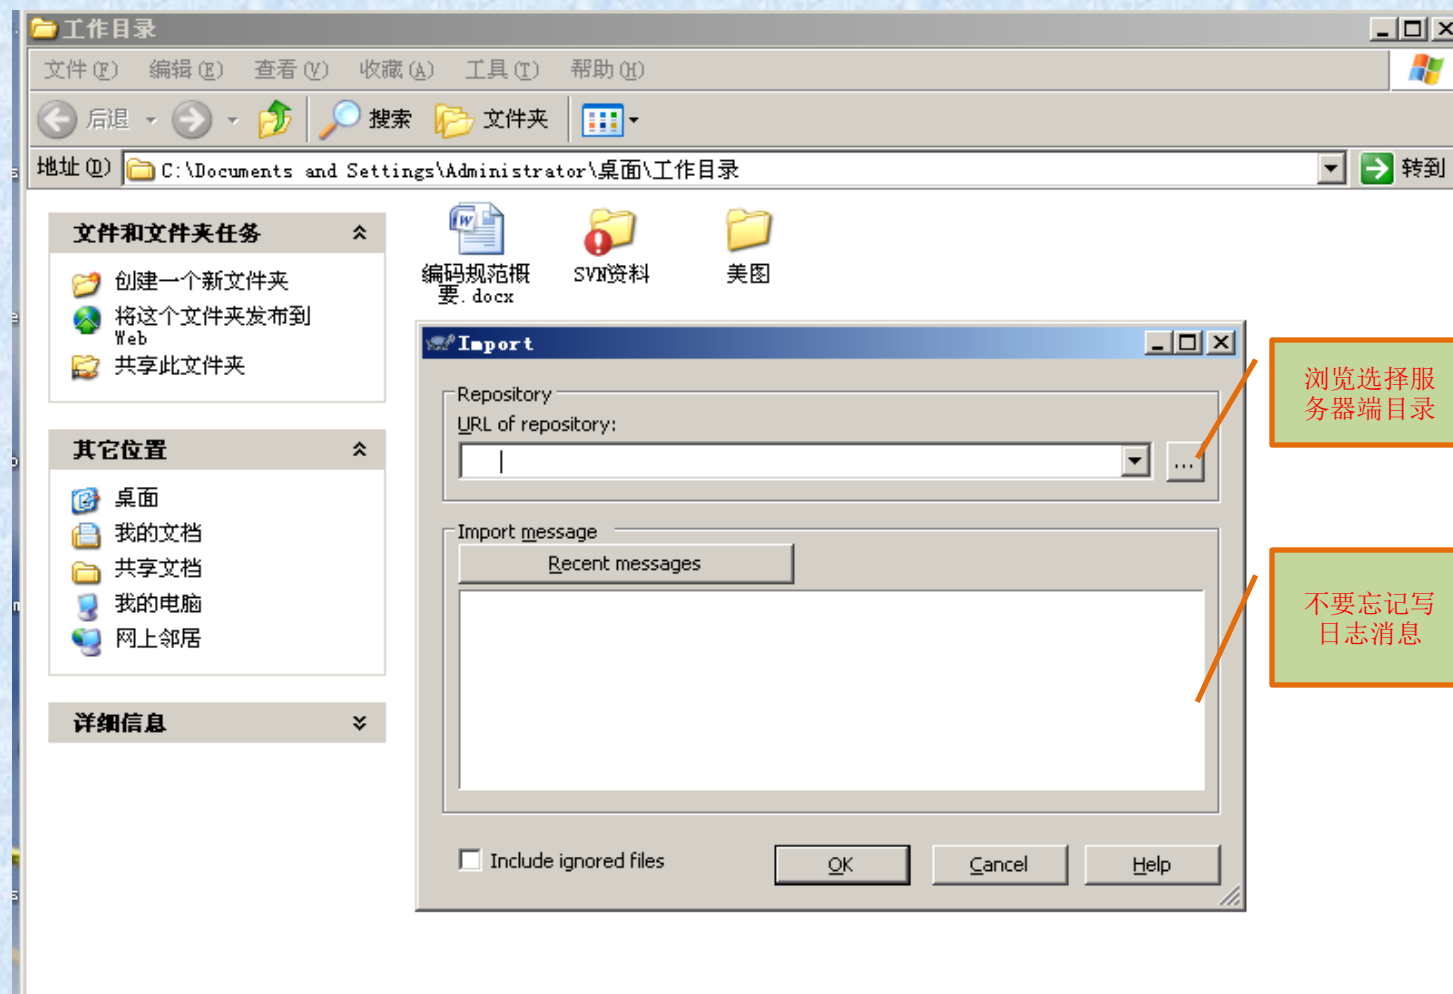 工作目录
文件(F) 编辑(E) 查看(V) 收藏(A) 工具(T) 帮助(H)
后退 搜索 文件夹
地址(D) C:\Documents and Settings\Administrator\桌面\工作目录 转到
文件和文件夹任务
创建一个新文件夹
将这个文件夹发布到
Web
共享此文件夹
其它位置
桌面
我的文档
共享文档
我的电脑
网上邻居
详细信息
编码规范概
要.docx
SVN资料
美图
Import
Repository
URL of repository:
...
Import message
Recent messages
Include ignored files
OK
Cancel
Help
浏览选择服
务器端目录
不要忘记写
日志消息